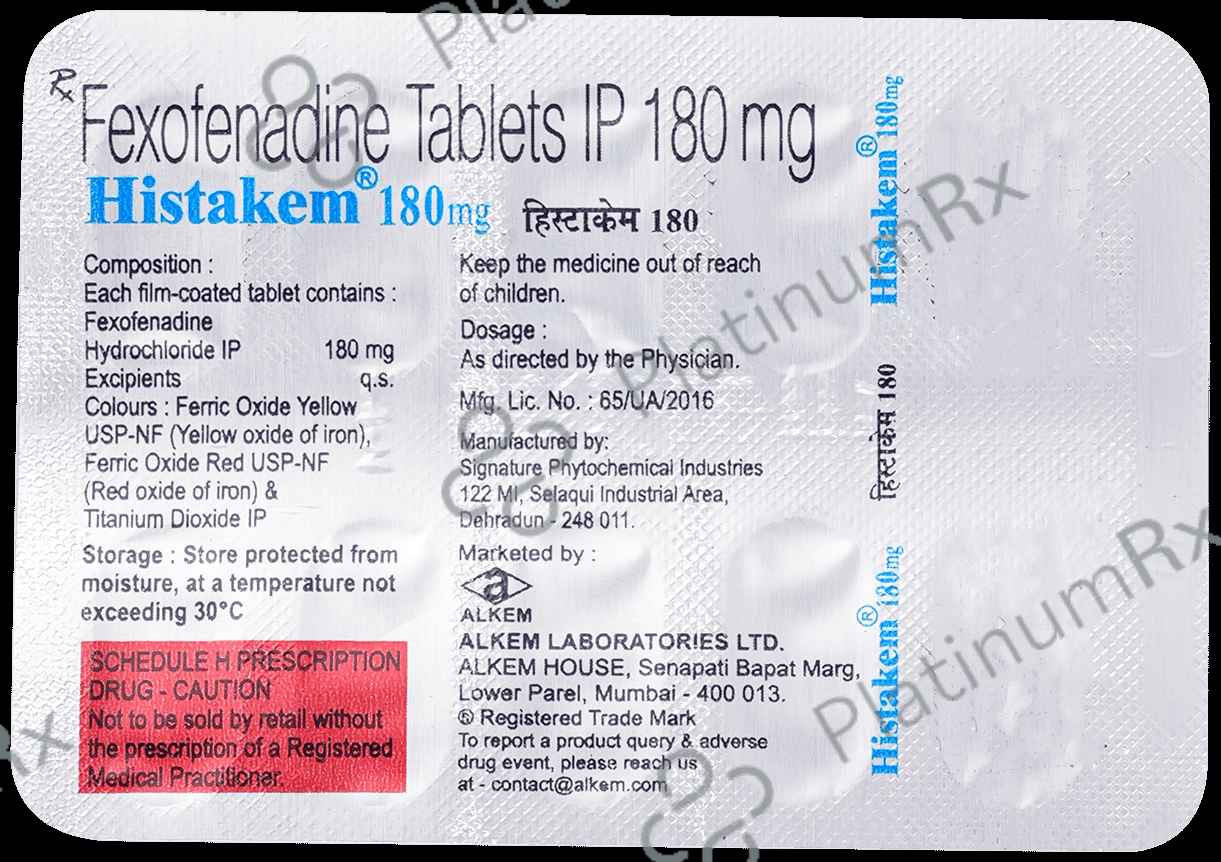 Rx Fexofenadine Tablets IP 180 mg
Histakem® 180mg हिस्टाकेम 180
Composition :
Each film-coated tablet contains :
Fexofenadine
Hydrochloride IP 180 mg
Excipients q.s.
Colours : Ferric Oxide Yellow
USP-NF (Yellow oxide of iron),
Ferric Oxide Red USP-NF
(Red oxide of iron) &
Titanium Dioxide IP
Storage : Store protected from
moisture, at a temperature not
exceeding 30°C
SCHEDULE H PRESCRIPTION
DRUG - CAUTION
Not to be sold by retail without
the prescription of a Registered
Medical Practitioner.
Keep the medicine out of reach
of children.
Dosage :
As directed by the Physician.
Mfg. Lic. No. : 65/UA/2016
Manufactured by:
Signature Phytochemical Industries
122 MI, Selaqui Industrial Area,
Dehradun - 248 011.
Marketed by :
a
ALKEM
ALKEM LABORATORIES LTD.
ALKEM HOUSE, Senapati Bapat Marg,
Lower Parel, Mumbai - 400 013.
® Registered Trade Mark
To report a product query & adverse
drug event, please reach us
at - contact@alkem.com
Histakem® 180mg
हिस्टाकेम 180
Histakem® 180mg
Platinu
PlatinumRx
PlatinumRx
Rx